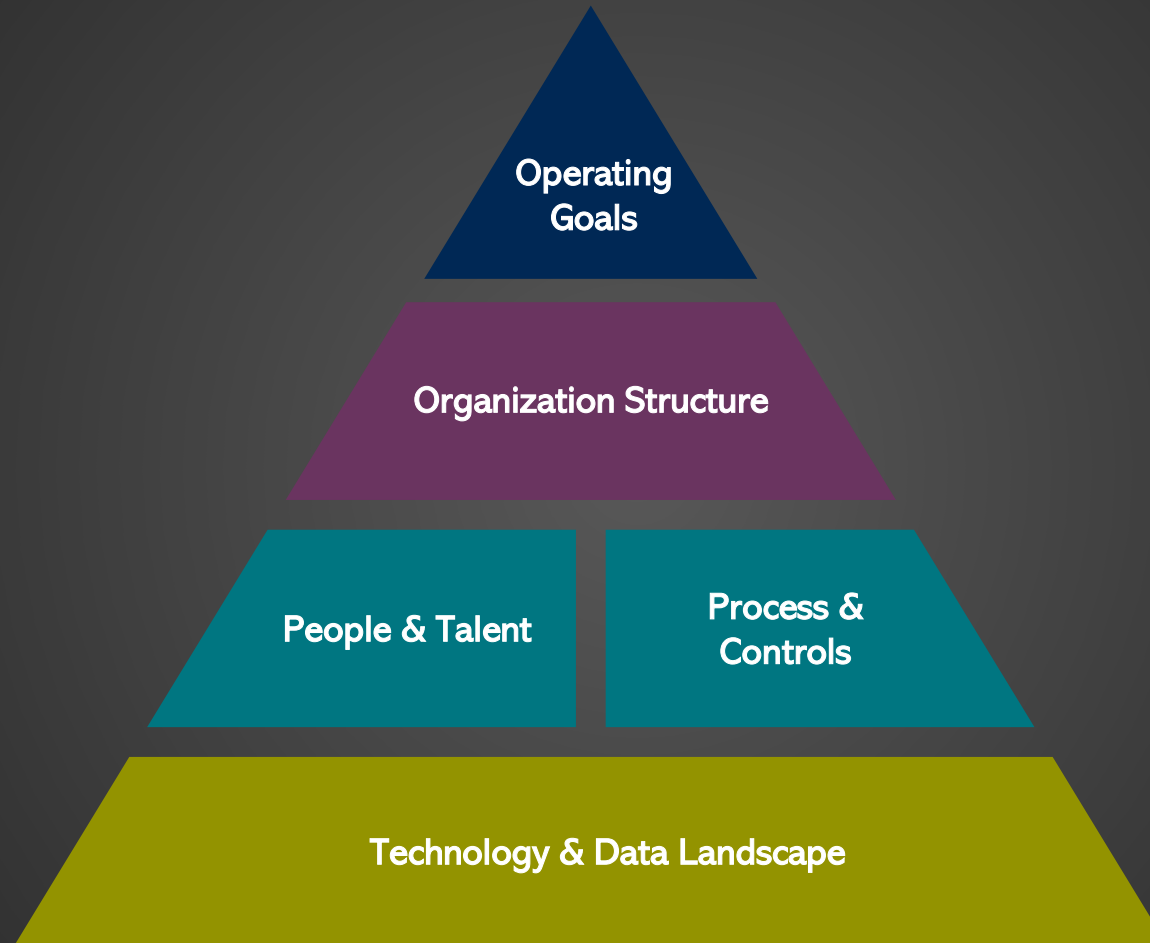 Operating
Goals
Organization Structure
People & Talent
Process &
Controls
Technology & Data Landscape